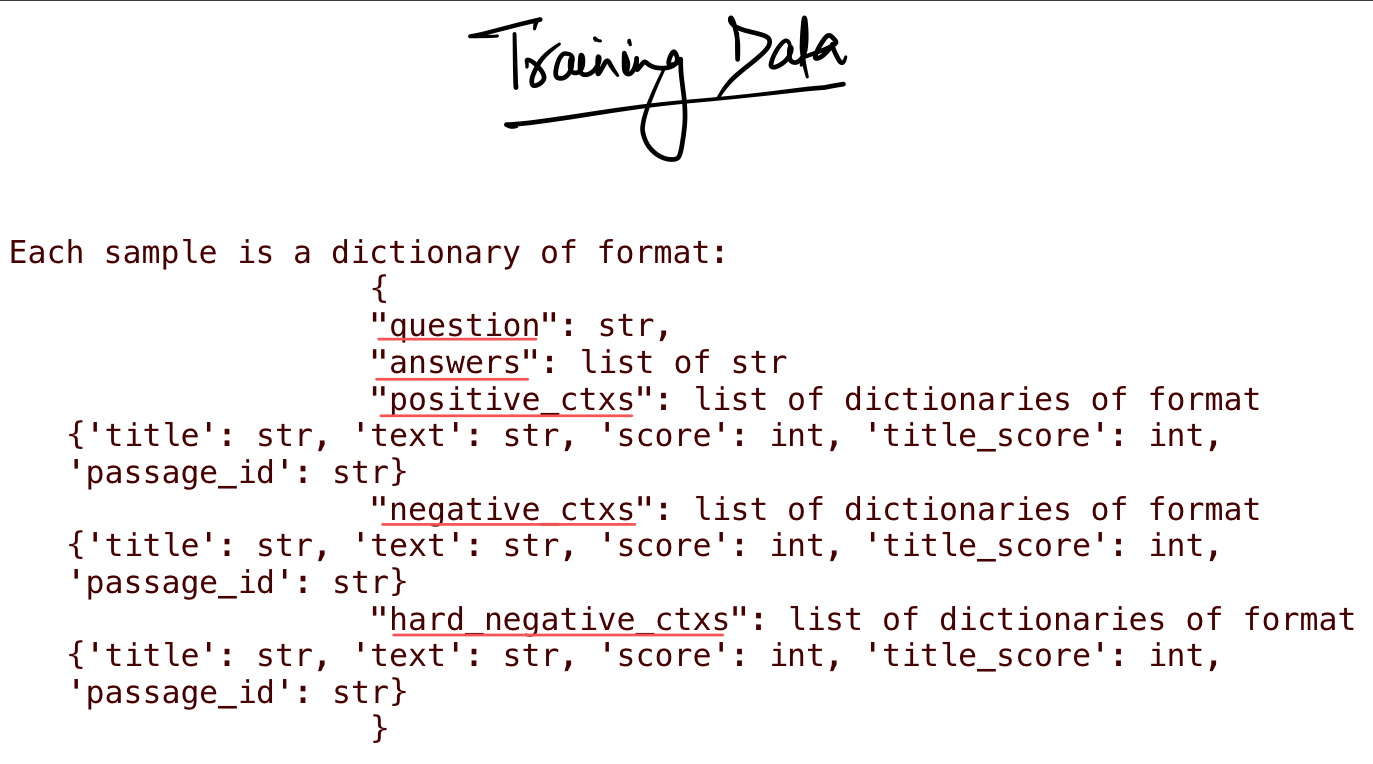 Training Data
Each sample is a dictionary of format:
{
"question": str,
"answers": list of str
"positive_ctxs": list of dictionaries of format
{'title': str, 'text': str, 'score': int, 'title_score': int,
'passage_id': str}
"negative_ctxs": list of dictionaries of format
{'title': str, 'text': str, 'score': int, 'title_score': int,
'passage_id': str}
"hard_negative_ctxs": list of dictionaries of format
{'title': str, 'text': str, 'score': int, 'title_score': int,
'passage_id': str}
}